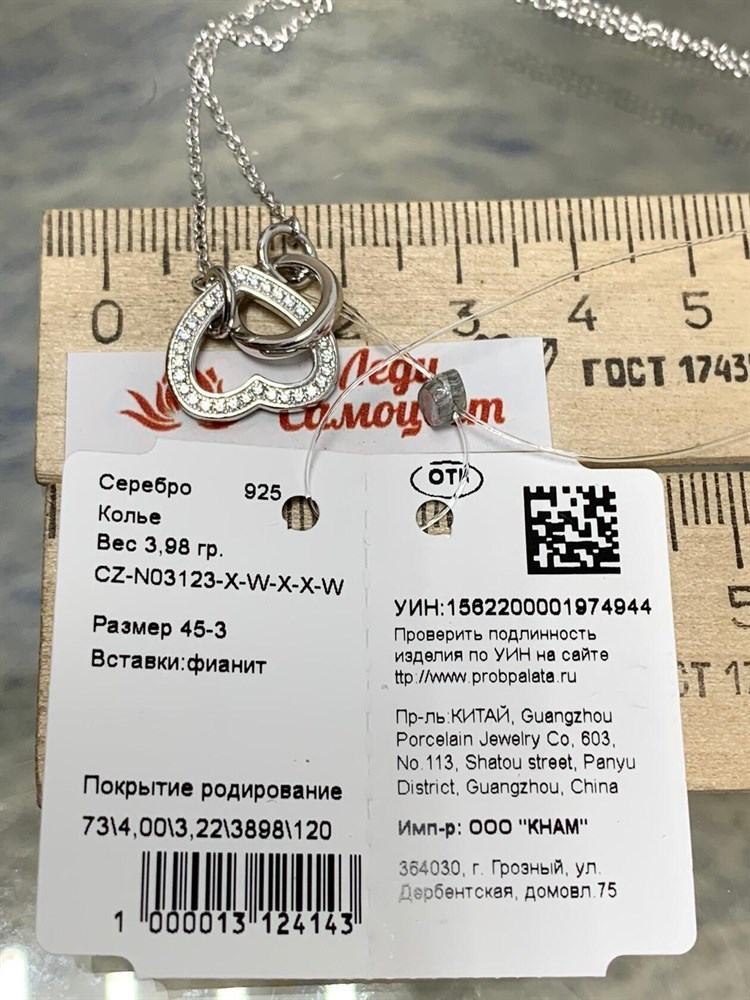 0 2 3 4 5
ГОСТ 1743
Леди
Самоцвет
Серебро 925
Колье
Вес 3,98 гр.
CZ-N03123-X-W-X-X-W
Размер 45-3
Вставки:фианит
Покрытие родирование
73\4,00\3,22\3898\120
1 000013 124143
ОТК
УИН:1562200001974944
Проверить подлинность
изделия по УИН на сайте
ttp://www.probpalata.ru
Пр-ль:КИТАЙ, Guangzhou
Porcelain Jewelry Co, 603,
No.113, Shatou street, Panyu
District, Guangzhou, China
Имп-р: ООО "КНАМ"
364030, г. Грозный, ул.
Дербентская, домовл.75
5
СТ 17